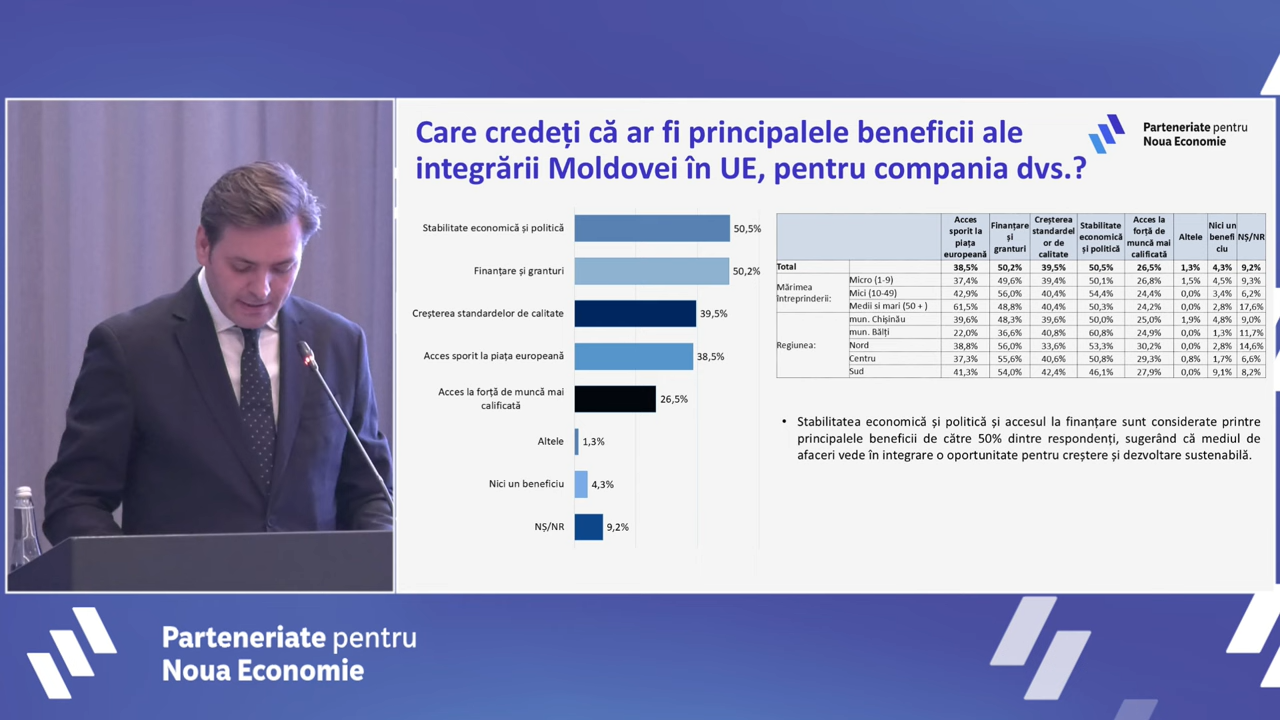 Care credeți că ar fi principalele beneficii ale
integrării Moldovei în UE, pentru compania dvs.?
Parteneriate pentru
Noua Economie
Stabilitate economică și politică 50,5%
Finanțare și granturi 50,2%
Creșterea standardelor de calitate 39,5%
Acces sporit la piața europeană 38,5%
Acces la forță de muncă mai
calificată 26,5%
Altele 1,3%
Nici un beneficiu 4,3%
NȘ/NR 9,2%
Acces
sporit la
piața
europeană
Finanțare
și
granturi
Creșterea
standardel
or de
calitate
Stabilitate
economică
și politică
Acces la
forță de
muncă mai
calificată
Altele
Nici un
benefi
ciu
NȘ/NR
Total 38,5% 50,2% 39,5% 50,5% 26,5% 1,3% 4,3% 9,2%
Mărimea
întreprinderii:
Micro (1-9) 37,4% 49,6% 39,4% 50,1% 26,8% 1,5% 4,5% 9,3%
Mici (10-49) 42,9% 56,0% 40,4% 54,4% 24,4% 0,0% 3,4% 6,2%
Medii si mari (50 + ) 61,5% 48,8% 40,4% 50,3% 24,2% 0,0% 2,8% 17,6%
Regiunea:
mun. Chișinău 39,6% 48,3% 39,6% 50,0% 25,0% 1,9% 4,8% 9,0%
mun. Bălți 22,0% 36,6% 40,8% 60,8% 24,9% 0,0% 1,3% 11,7%
Nord 38,8% 56,0% 33,6% 53,3% 30,2% 0,0% 2,8% 14,6%
Centru 37,3% 55,6% 40,6% 50,8% 29,3% 0,8% 1,7% 6,6%
Sud 41,3% 54,0% 42,4% 46,1% 27,9% 0,0% 9,1% 8,2%
• Stabilitatea economică și politică și accesul la finanțare sunt considerate printre
principalele beneficii de către 50% dintre respondenți, sugerând că mediul de
afaceri vede în integrare o oportunitate pentru creștere și dezvoltare sustenabilă.
Parteneriate pentru
Noua Economie